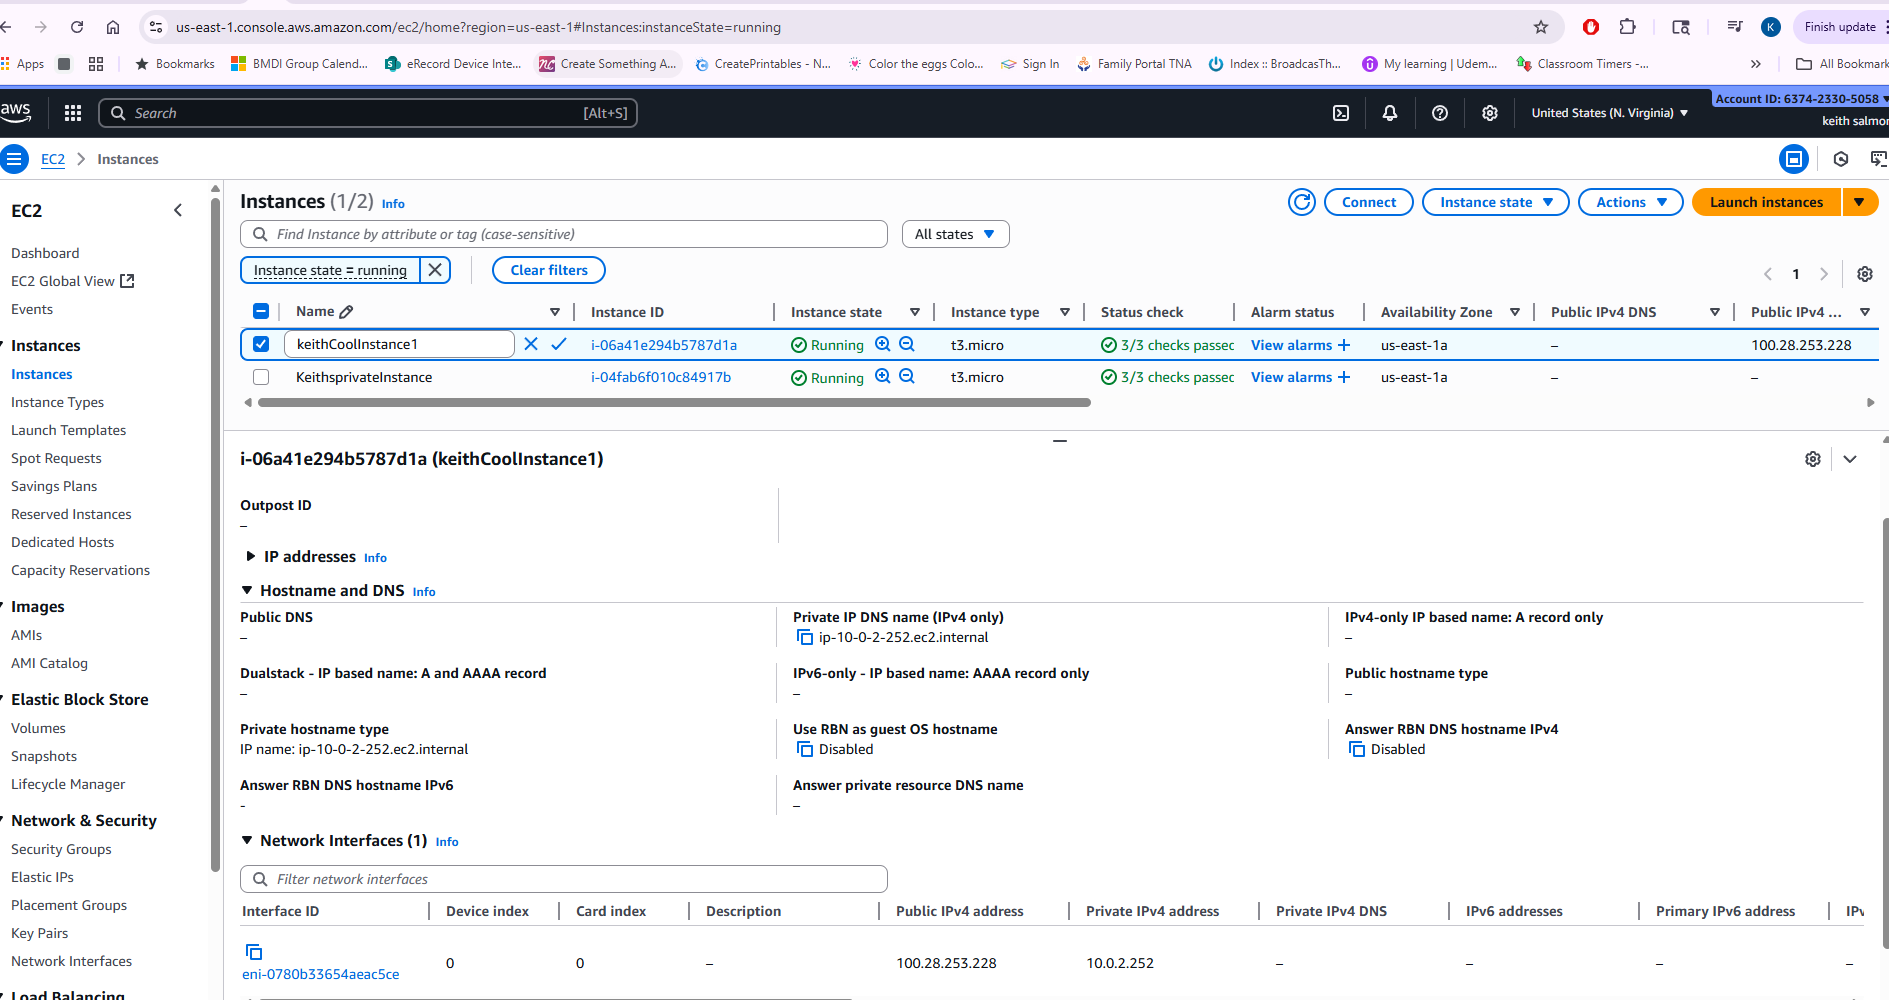 us-east-1.console.aws.amazon.com/ec2/home?region=us-east-1#Instances:instanceState=running
K
Finish update
Apps
Bookmarks
BMDI Group Calend...
eRecord Device Inte...
nc Create Something A...
CreatePrintables - N...
Color the eggs Colo...
Sign In
Family Portal TNA
Index :: BroadcasTh...
My learning | Udem...
Classroom Timers -...
»
All Bookmark
aws
Search
[Alt+S]
United States (N. Virginia)
Account ID: 6374-2330-5058
keith salmon
EC2
Instances
EC2
Dashboard
EC2 Global View
Events
Instances
Instances
Instance Types
Launch Templates
Spot Requests
Savings Plans
Reserved Instances
Dedicated Hosts
Capacity Reservations
Images
AMIs
AMI Catalog
Elastic Block Store
Volumes
Snapshots
Lifecycle Manager
Network & Security
Security Groups
Elastic IPs
Placement Groups
Key Pairs
Network Interfaces
Load Balancing
Instances (1/2) Info
Connect
Instance state
Actions
Launch instances
Find Instance by attribute or tag (case-sensitive)
All states
Instance state = running
Clear filters
1
Name Instance ID Instance state Instance type Status check Alarm status Availability Zone Public IPv4 DNS Public IPv4 ...
keithCoolInstance1 i-06a41e294b5787d1a Running t3.micro 3/3 checks passec View alarms + us-east-1a – 100.28.253.228
KeithsprivateInstance i-04fab6f010c84917b Running t3.micro 3/3 checks passec View alarms + us-east-1a – –
i-06a41e294b5787d1a (keithCoolInstance1)
Outpost ID
–
IP addresses Info
Hostname and DNS Info
Public DNS
–
Private IP DNS name (IPv4 only)
ip-10-0-2-252.ec2.internal
IPv4-only IP based name: A record only
–
Dualstack - IP based name: A and AAAA record
–
IPv6-only - IP based name: AAAA record only
–
Public hostname type
–
Private hostname type
IP name: ip-10-0-2-252.ec2.internal
Use RBN as guest OS hostname
Disabled
Answer RBN DNS hostname IPv4
Disabled
Answer RBN DNS hostname IPv6
-
Answer private resource DNS name
–
Network Interfaces (1) Info
Filter network interfaces
Interface ID Device index Card index Description Public IPv4 address Private IPv4 address Private IPv4 DNS IPv6 addresses Primary IPv6 address IPv
eni-0780b33654aeac5ce 0 0 – 100.28.253.228 10.0.2.252 – – – –